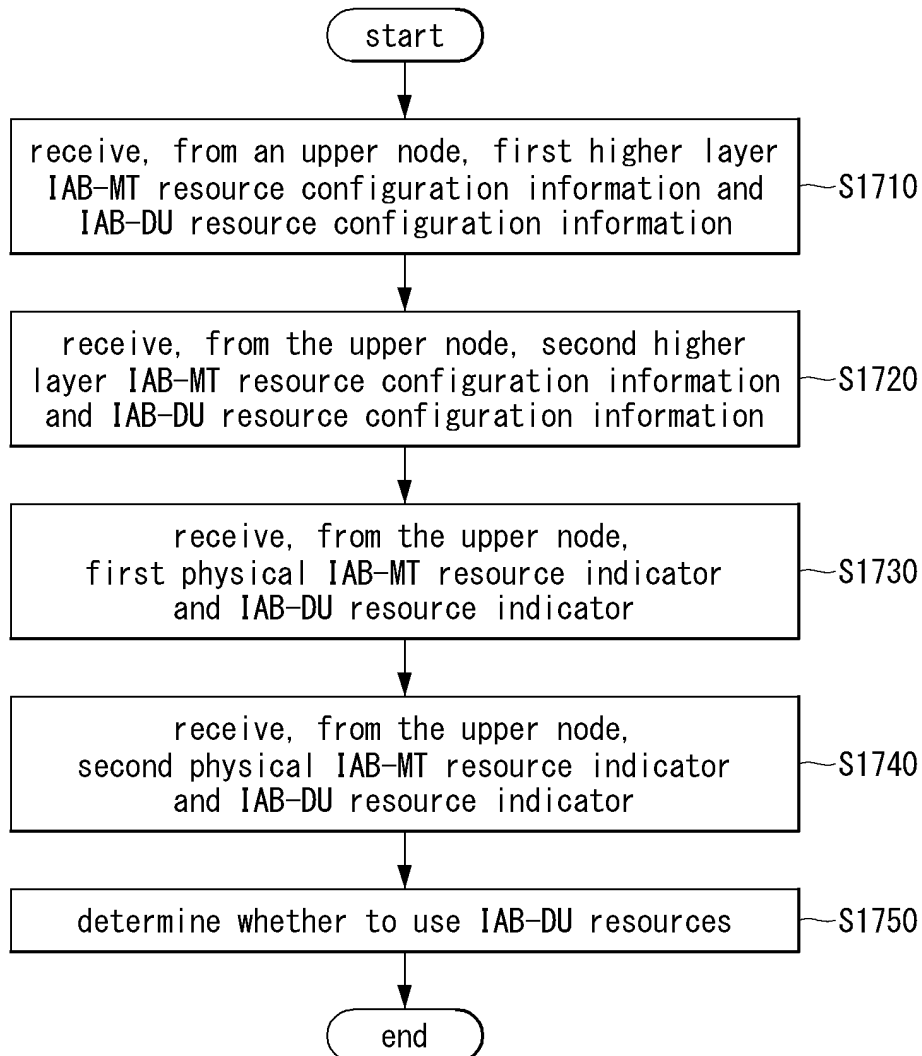 start
receive, from an upper node, first higher layer
IAB-MT resource configuration information and
IAB-DU resource configuration information
S1710
receive, from the upper node, second higher
layer IAB-MT resource configuration information
and IAB-DU resource configuration information
S1720
receive, from the upper node,
first physical IAB-MT resource indicator
and IAB-DU resource indicator
S1730
receive, from the upper node,
second physical IAB-MT resource indicator
and IAB-DU resource indicator
S1740
determine whether to use IAB-DU resources
S1750
end